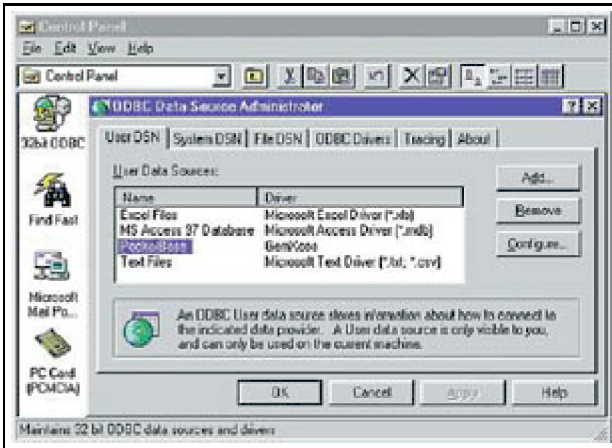 Control Panel
File Edit View Help
Control Panel
ODBC Data Source Administrator
32bit ODBC
User DSN System DSN File DSN ODBC Drivers Tracing About
User Data Sources:
Add...
Name Driver
Excel Files Microsoft Excel Driver (*.xls)
Remove
MS Access 97 Database Microsoft Access Driver (*.mdb)
Find Fast
Text Files Microsoft Text Driver (*.txt; *.csv)
Configure...
Microsoft
Mail Po...
An ODBC User data source stores information about how to connect to
the indicated data provider. A User data source is only visible to you,
and can only be used on the current machine.
PC Card
(PCMCIA)
OK Cancel Apply Help
Maintains 32 bit ODBC data sources and drivers